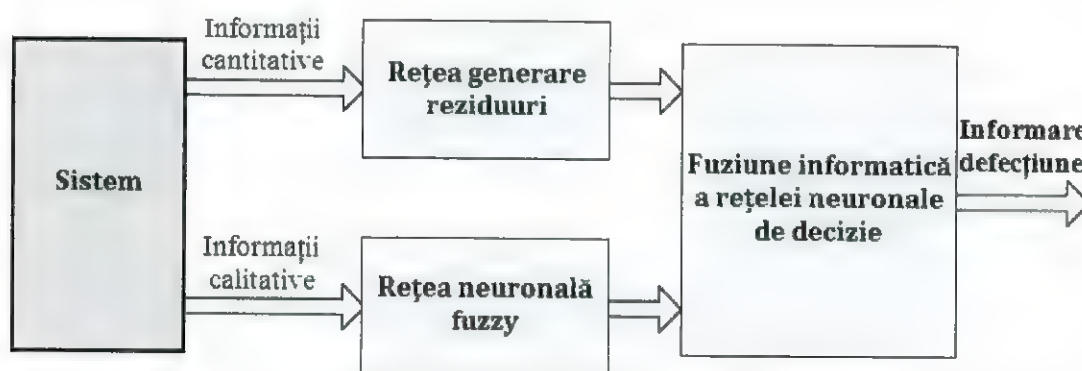 Informații
cantitative
Rețea generare
reziduuri
Sistem
Informații
calitative
Rețea neuronală
fuzzy
Fuziune informatică
a rețelei neuronale
de decizie
Informare
defecțiune